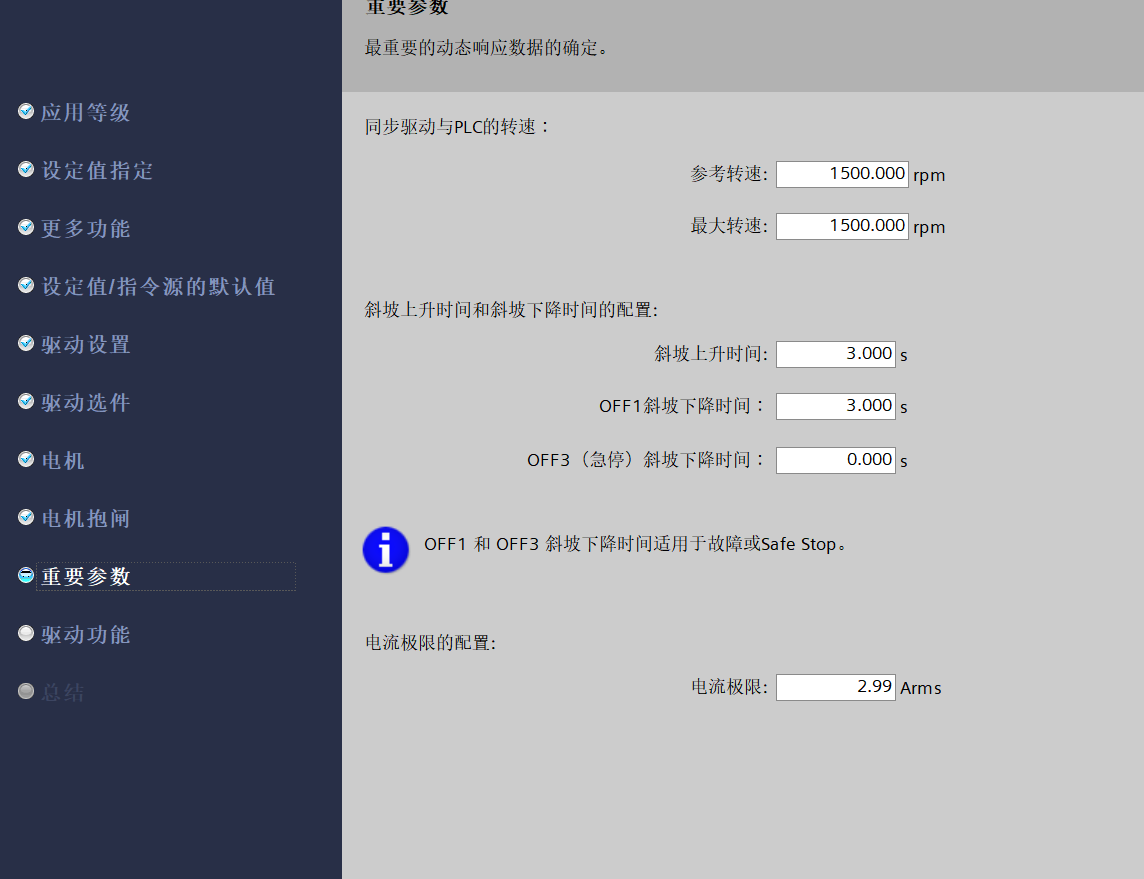 重要参数
最重要的动态响应数据的确定。
应用等级
设定值指定
更多功能
设定值/指令源的默认值
驱动设置
驱动选件
电机
电机抱闸
重要参数
驱动功能
总结
同步驱动与PLC的转速：
参考转速: 1500.000 rpm
最大转速: 1500.000 rpm
斜坡上升时间和斜坡下降时间的配置:
斜坡上升时间: 3.000 s
OFF1斜坡下降时间： 3.000 s
OFF3（急停）斜坡下降时间： 0.000 s
OFF1 和 OFF3 斜坡下降时间适用于故障或Safe Stop。
电流极限的配置:
电流极限: 2.99 Arms